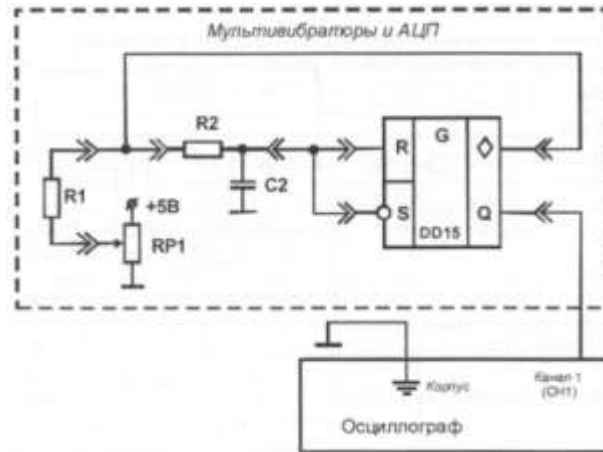 Мультивибраторы и АЦП
R2
R
G
◊
R1
C2
+5В
S
Q
RP1
DD15
Корпус
Канал 1
(CH1)
Осциллограф